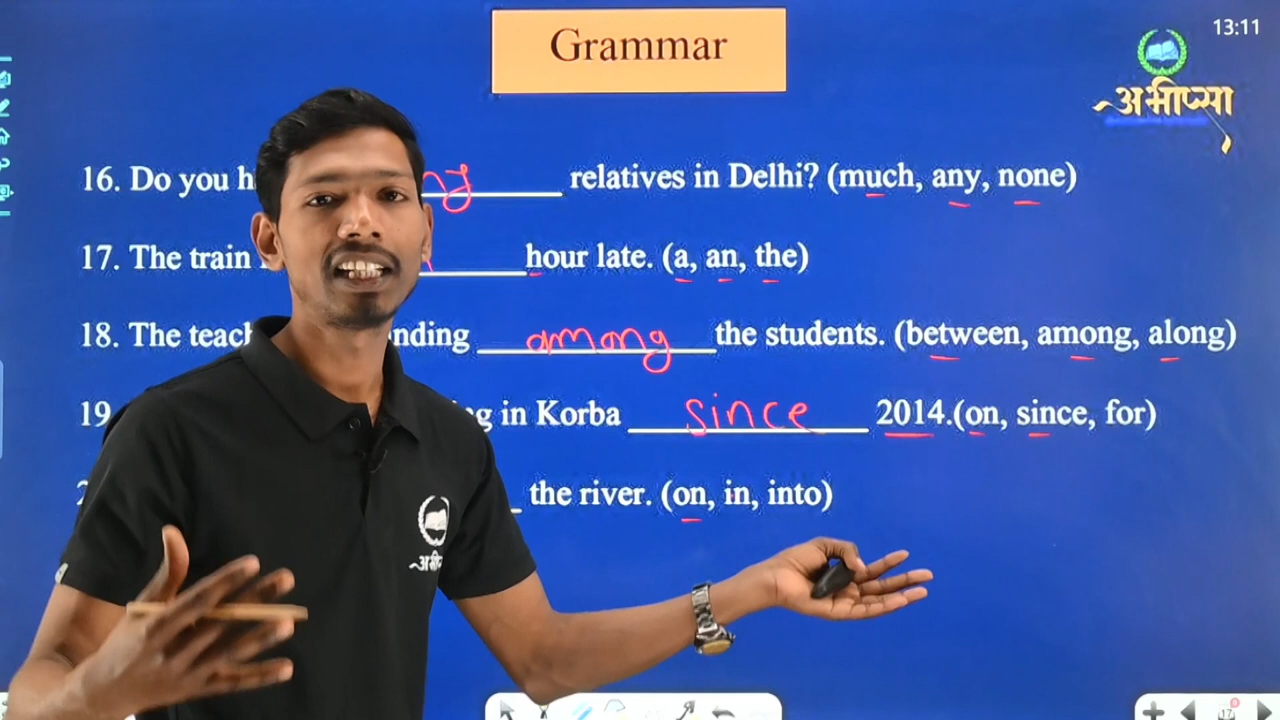 Grammar
13:11
अभीप्सा
16. Do you h ny relatives in Delhi? (much, any, none)
17. The train hour late. (a, an, the)
18. The teach nding among the students. (between, among, along)
19 g in Korba since 2014.(on, since, for)
the river. (on, in, into)
17